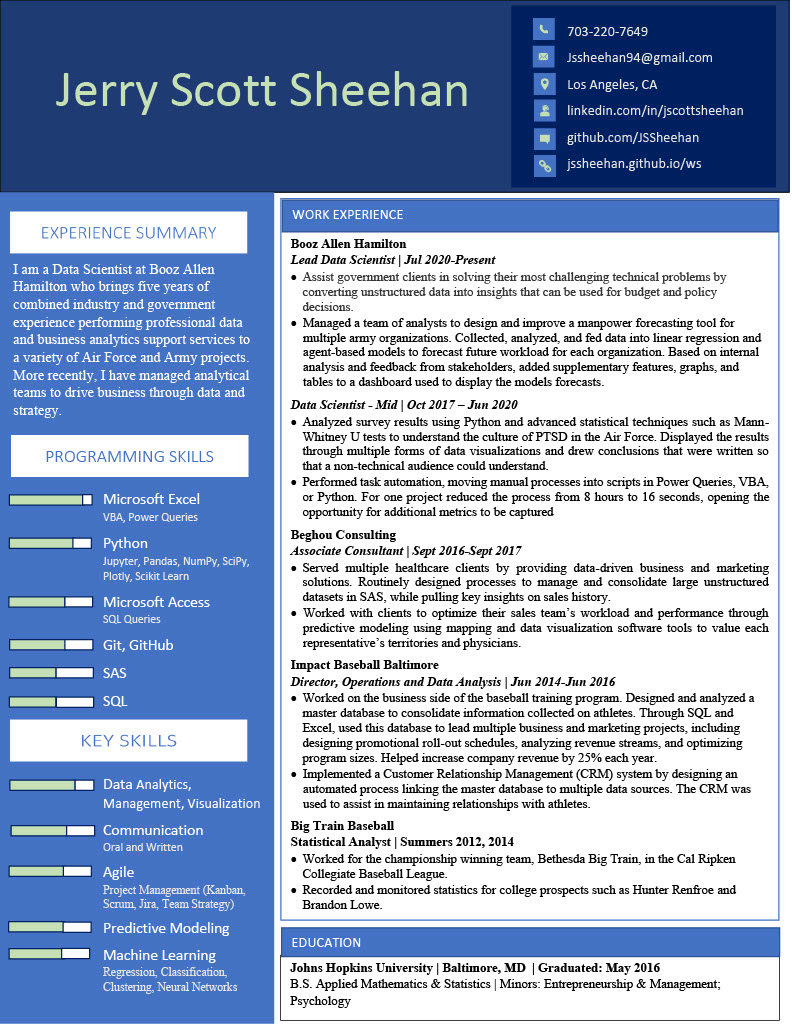 Jerry Scott Sheehan
703-220-7649
Jssheehan94@gmail.com
Los Angeles, CA
linkedin.com/in/jscottsheehan
github.com/JSSheehan
jssheehan.github.io/ws
EXPERIENCE SUMMARY
I am a Data Scientist at Booz Allen
Hamilton who brings five years of
combined industry and government
experience performing professional data
and business analytics support services to
a variety of Air Force and Army projects.
More recently, I have managed analytical
teams to drive business through data and
strategy.
PROGRAMMING SKILLS
Microsoft Excel
VBA, Power Queries
Python
Jupyter, Pandas, NumPy, SciPy,
Plotly, Scikit Learn
Microsoft Access
SQL Queries
Git, GitHub
SAS
SQL
KEY SKILLS
Data Analytics,
Management, Visualization
Communication
Oral and Written
Agile
Project Management (Kanban,
Scrum, Jira, Team Strategy)
Predictive Modeling
Machine Learning
Regression, Classification,
Clustering, Neural Networks
WORK EXPERIENCE
Booz Allen Hamilton
Lead Data Scientist | Jul 2020-Present
• Assist government clients in solving their most challenging technical problems by
converting unstructured data into insights that can be used for budget and policy
decisions.
• Managed a team of analysts to design and improve a manpower forecasting tool for
multiple army organizations. Collected, analyzed, and fed data into linear regression and
agent-based models to forecast future workload for each organization. Based on internal
analysis and feedback from stakeholders, added supplementary features, graphs, and
tables to a dashboard used to display the models forecasts.
Data Scientist - Mid | Oct 2017 – Jun 2020
• Analyzed survey results using Python and advanced statistical techniques such as Mann-
Whitney U tests to understand the culture of PTSD in the Air Force. Displayed the results
through multiple forms of data visualizations and drew conclusions that were written so
that a non-technical audience could understand.
• Performed task automation, moving manual processes into scripts in Power Queries, VBA,
or Python. For one project reduced the process from 8 hours to 16 seconds, opening the
opportunity for additional metrics to be captured
Beghou Consulting
Associate Consultant | Sept 2016-Sept 2017
• Served multiple healthcare clients by providing data-driven business and marketing
solutions. Routinely designed processes to manage and consolidate large unstructured
datasets in SAS, while pulling key insights on sales history.
• Worked with clients to optimize their sales team's workload and performance through
predictive modeling using mapping and data visualization software tools to value each
representative's territories and physicians.
Impact Baseball Baltimore
Director, Operations and Data Analysis | Jun 2014-Jun 2016
• Worked on the business side of the baseball training program. Designed and analyzed a
master database to consolidate information collected on athletes. Through SQL and
Excel, used this database to lead multiple business and marketing projects, including
designing promotional roll-out schedules, analyzing revenue streams, and optimizing
program sizes. Helped increase company revenue by 25% each year.
• Implemented a Customer Relationship Management (CRM) system by designing an
automated process linking the master database to multiple data sources. The CRM was
used to assist in maintaining relationships with athletes.
Big Train Baseball
Statistical Analyst | Summers 2012, 2014
• Worked for the championship winning team, Bethesda Big Train, in the Cal Ripken
Collegiate Baseball League.
• Recorded and monitored statistics for college prospects such as Hunter Renfroe and
Brandon Lowe.
EDUCATION
Johns Hopkins University | Baltimore, MD | Graduated: May 2016
B.S. Applied Mathematics & Statistics | Minors: Entrepreneurship & Management;
Psychology